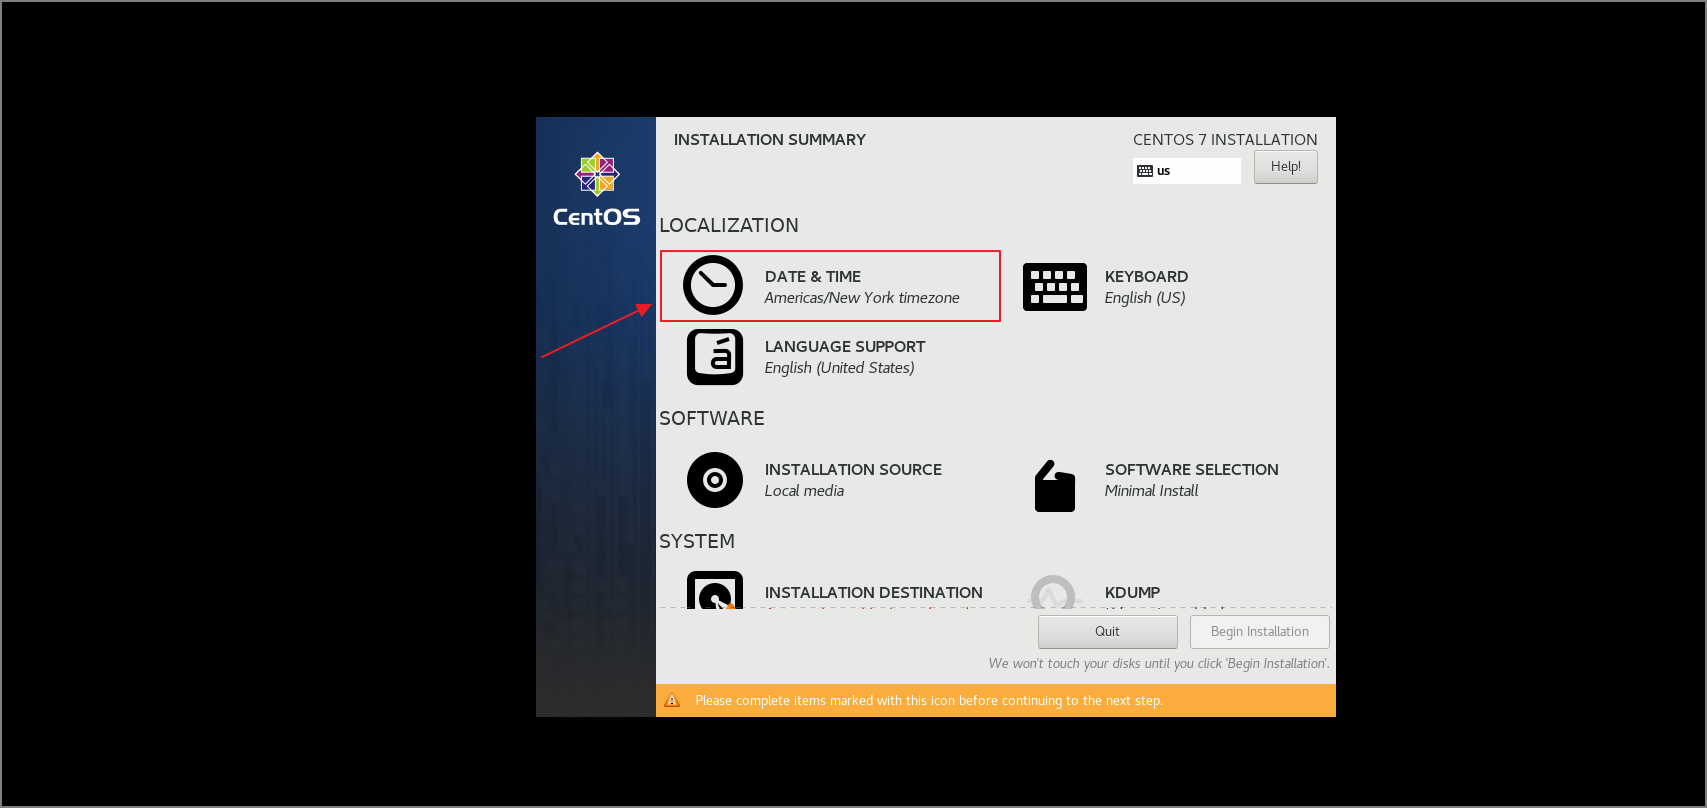 INSTALLATION SUMMARY
CENTOS 7 INSTALLATION
us
Help!
CentOS
LOCALIZATION
DATE & TIME
Americas/New York timezone
KEYBOARD
English (US)
LANGUAGE SUPPORT
English (United States)
SOFTWARE
INSTALLATION SOURCE
Local media
SOFTWARE SELECTION
Minimal Install
SYSTEM
INSTALLATION DESTINATION
KDUMP
Quit
Begin Installation
We won't touch your disks until you click 'Begin Installation'.
Please complete items marked with this icon before continuing to the next step.